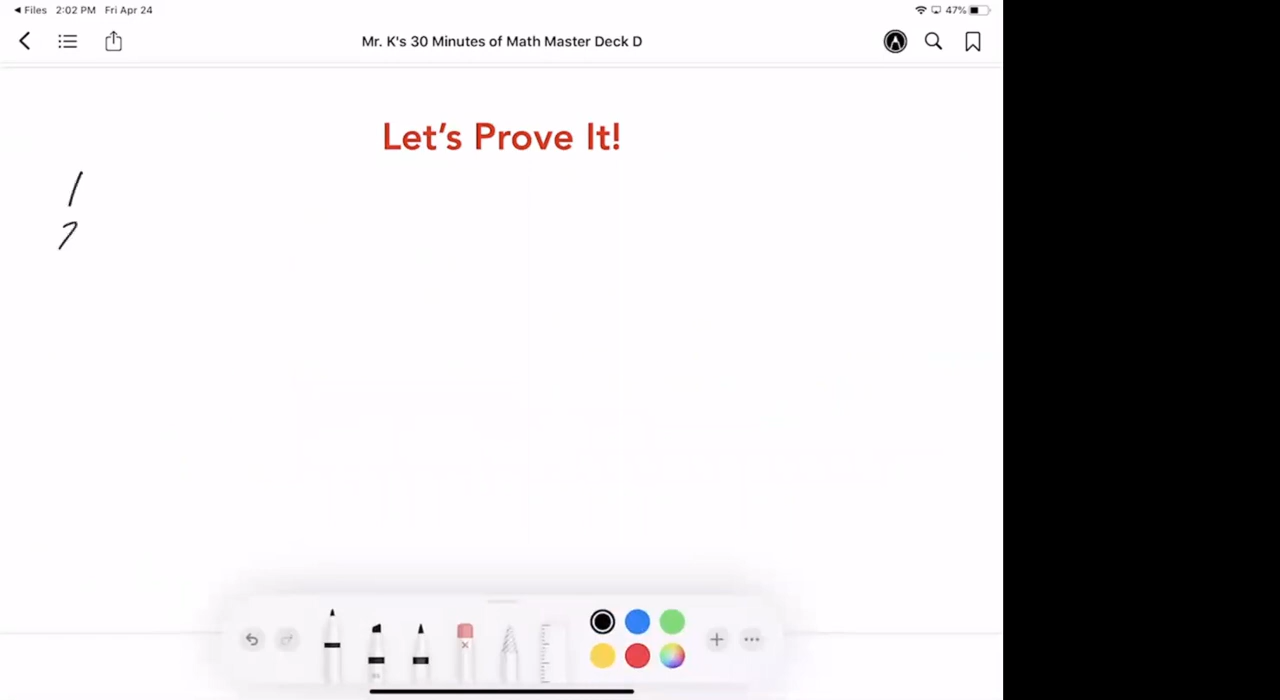 Files 2:02 PM Fri Apr 24 47%
Mr. K's 30 Minutes of Math Master Deck D
Let's Prove It!
1